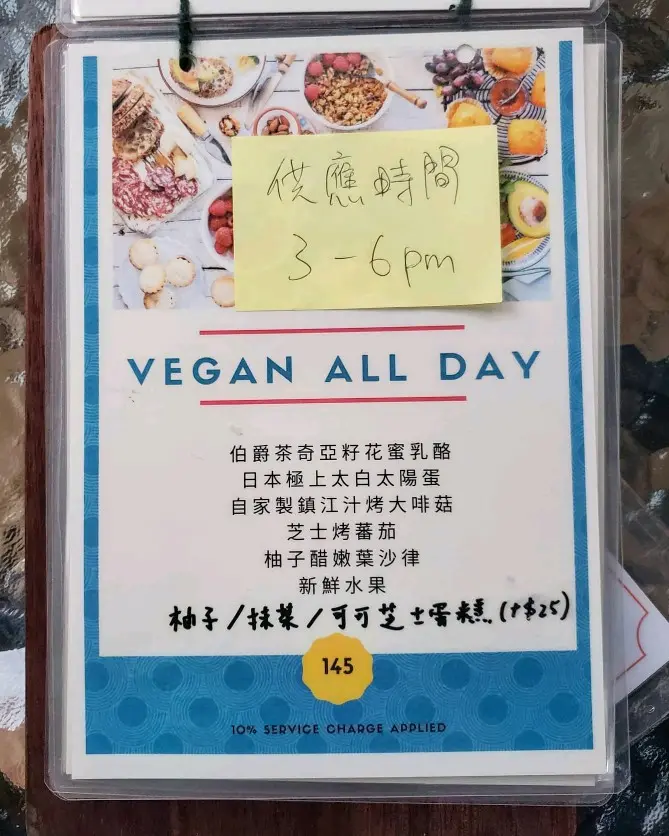 供應時間
3-6pm
VEGAN ALL DAY
伯爵茶奇亞籽花蜜乳酪
日本極上太白太陽蛋
自家製鎮江汁烤大啡菇
芝士烤蕃茄
柚子醋嫩葉沙律
新鮮水果
柚子/抹茶/可可芝士蛋糕(+$25)
145
10% SERVICE CHARGE APPLIED